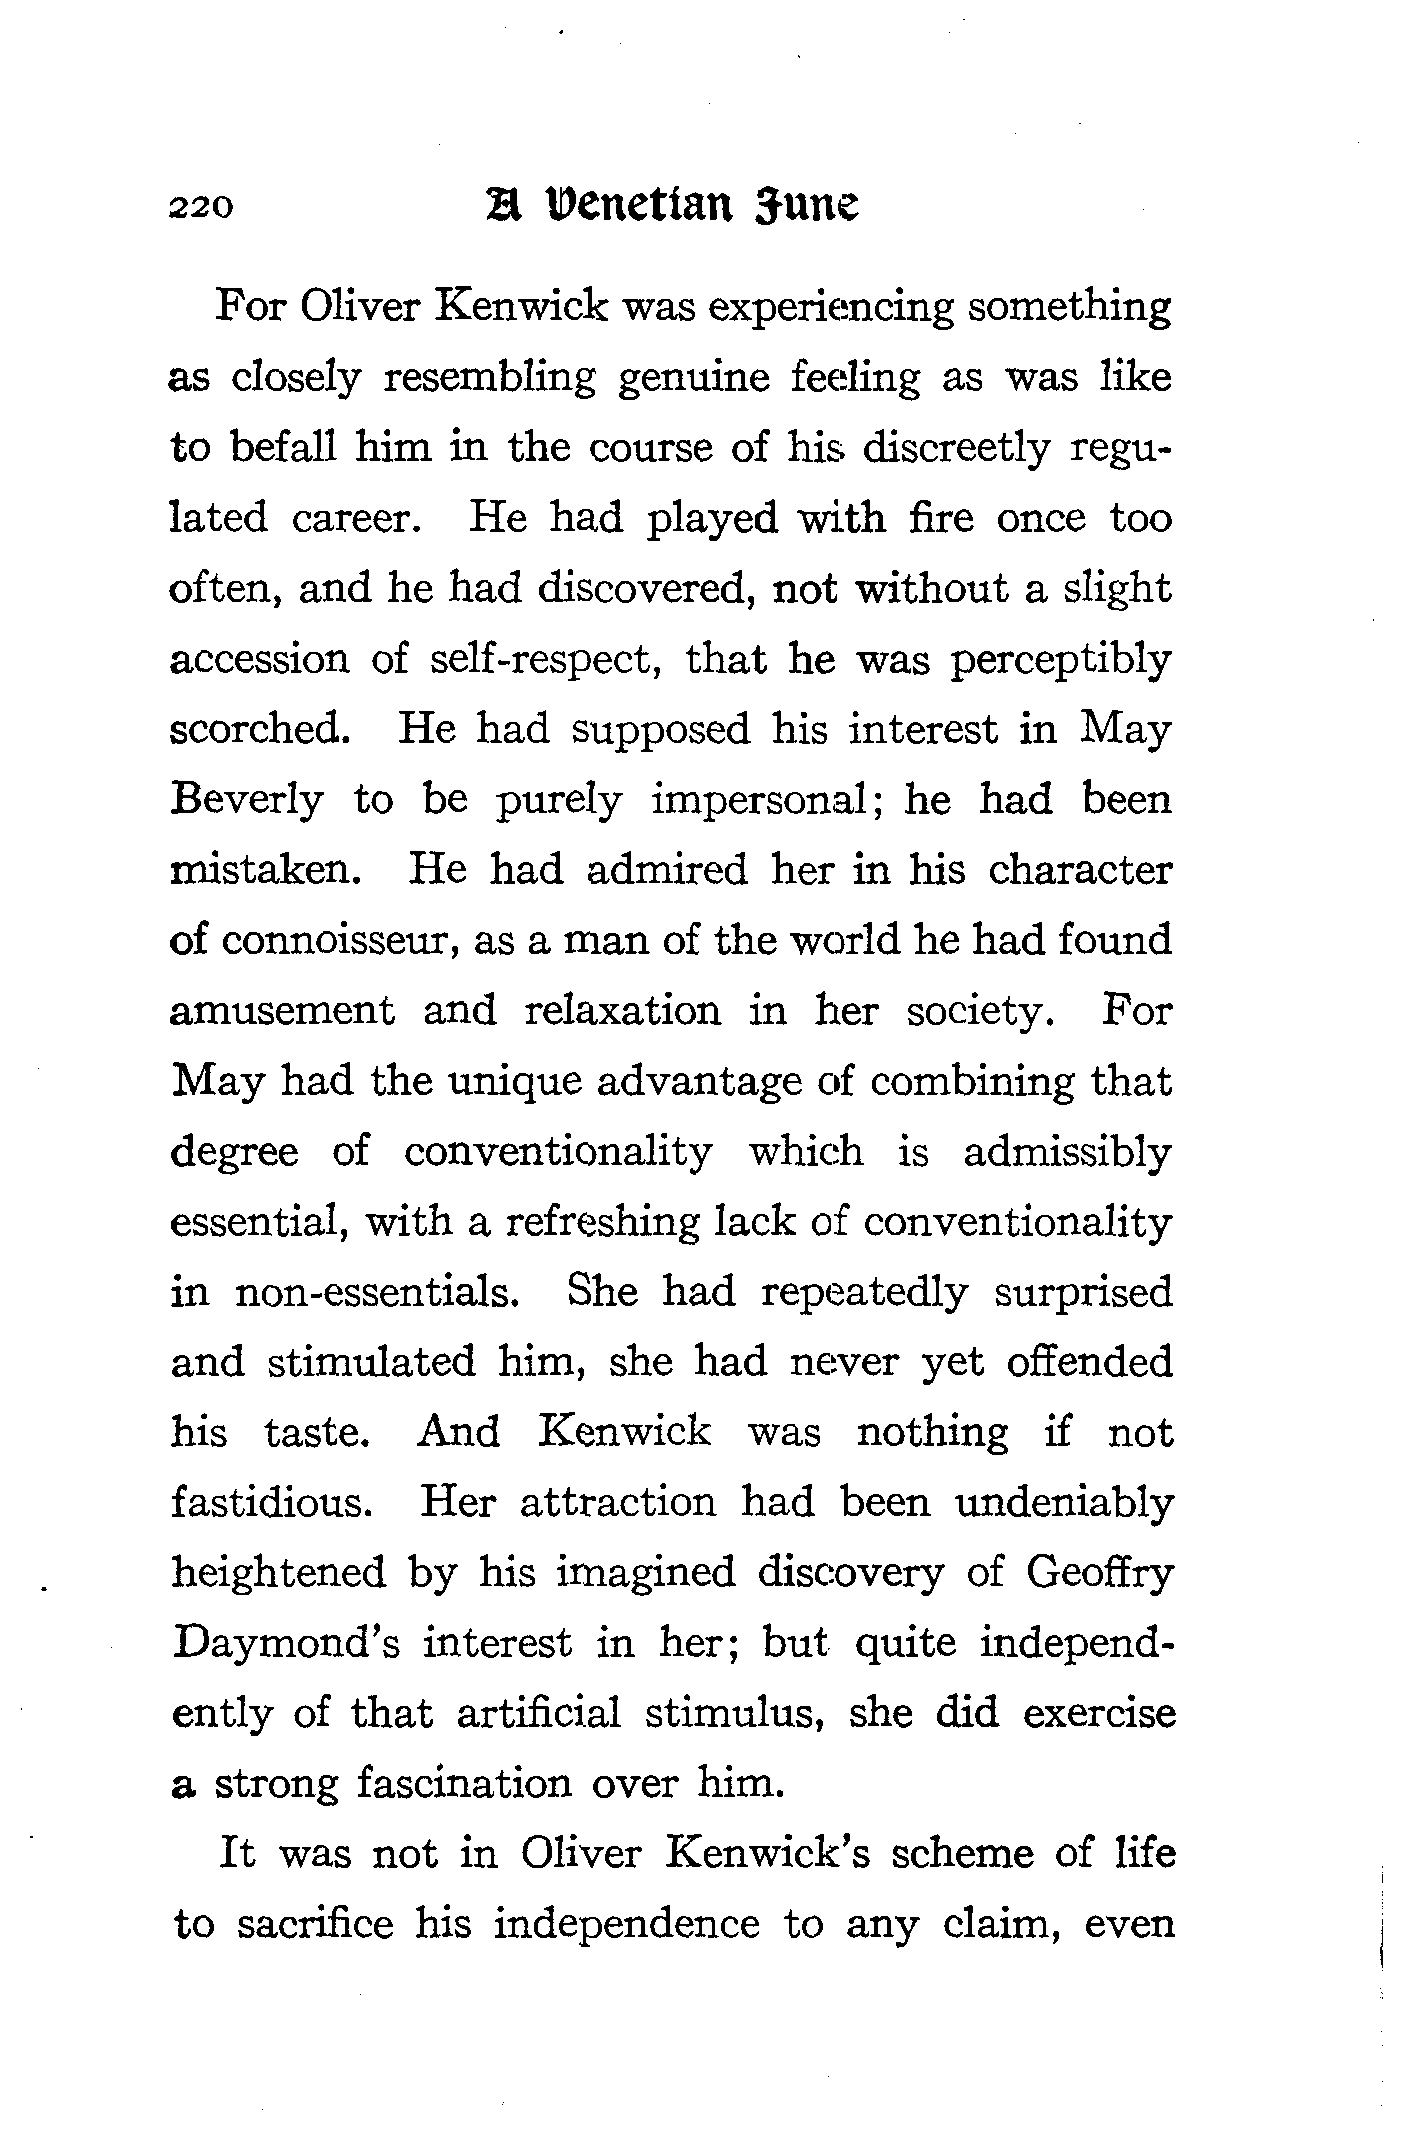 220 A Venetian June
For Oliver Kenwick was experiencing something
as closely resembling genuine feeling as was like
to befall him in the course of his discreetly regu-
lated career. He had played with fire once too
often, and he had discovered, not without a slight
accession of self-respect, that he was perceptibly
scorched. He had supposed his interest in May
Beverly to be purely impersonal; he had been
mistaken. He had admired her in his character
of connoisseur, as a man of the world he had found
amusement and relaxation in her society. For
May had the unique advantage of combining that
degree of conventionality which is admissibly
essential, with a refreshing lack of conventionality
in non-essentials. She had repeatedly surprised
and stimulated him, she had never yet offended
his taste. And Kenwick was nothing if not
fastidious. Her attraction had been undeniably
heightened by his imagined discovery of Geoffry
Daymond's interest in her; but quite independ-
ently of that artificial stimulus, she did exercise
a strong fascination over him.
It was not in Oliver Kenwick's scheme of life
to sacrifice his independence to any claim, even